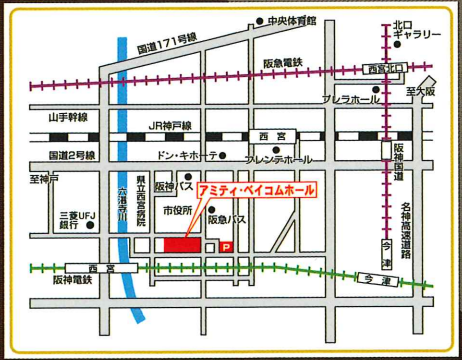 中央体育館
北口
ギャラリー
国道171号線
阪急電鉄
西宮北口
プレラホール
至大阪
山手幹線
JR神戸線
西宮
国道2号線
ドン・キホーテ
フレンテホール
阪神国道
至神戸
六湛寺川
県立西宮病院
阪神バス
アミティ・ベイコムホール
名神高速道路
市役所
阪急バス
三菱UFJ
銀行
P
今津
西宮
阪神電鉄
今津